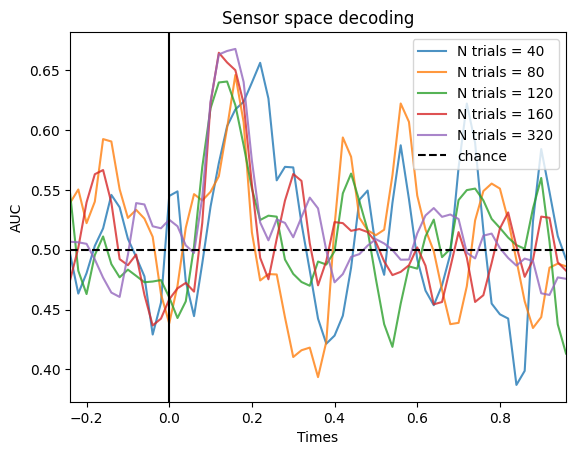 Sensor space decoding
N trials = 40
N trials = 80
N trials = 120
N trials = 160
N trials = 320
chance
AUC
0.65
0.60
0.55
0.50
0.45
0.40
−0.2
0.0
0.2
0.4
0.6
0.8
Times